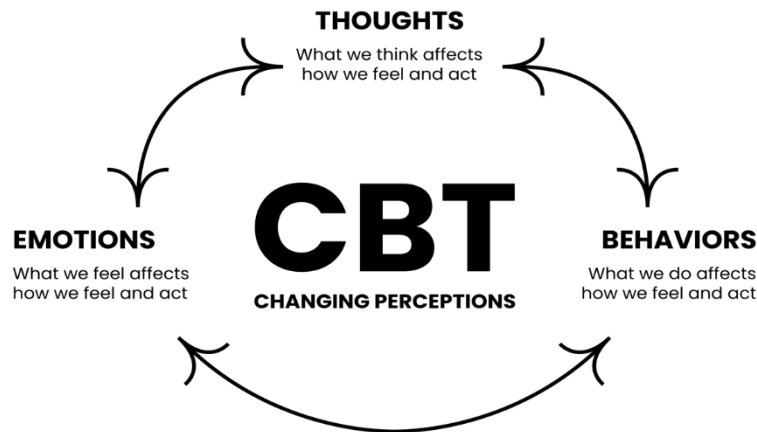 THOUGHTS
What we think affects
how we feel and act
CBT
CHANGING PERCEPTIONS
EMOTIONS
What we feel affects
how we feel and act
BEHAVIORS
What we do affects
how we feel and act